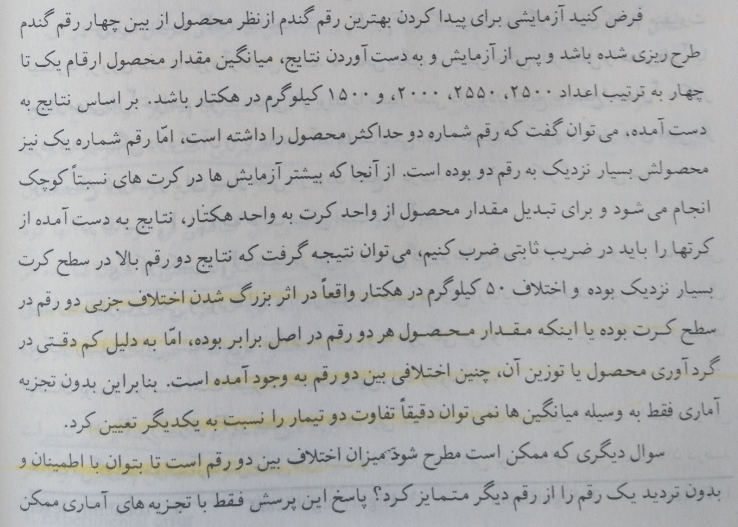 فرض کنید آزمایشی برای پیدا کردن بهترین رقم گندم ازنظر محصول از بین چهار رقم گندم
طرح ریزی شده باشد و پس از آزمایش و به دست آوردن نتایج، میانگین مقدار محصول ارقام یک تا
چهار به ترتیب اعداد ۲۵۰۰، ۲۵۵۰، ۲۰۰۰، و ۱۵۰۰ کیلوگرم در هکتار باشد. بر اساس نتایج به
دست آمده، می توان گفت که رقم شماره دو حداکثر محصول را داشته است، امّا رقم شماره یک نیز
محصولش بسیار نزدیک به رقم دو بوده است. از آنجا که بیشتر آزمایش ها در کرت های نسبتاً کوچک
انجام می شود و برای تبدیل مقدار محصول از واحد کرت به واحد هکتار، نتایج به دست آمده از
کرتها را باید در ضریب ثابتی ضرب کنیم، می توان نتیجه گرفت که نتایج دو رقم بالا در سطح کرت
بسیار نزدیک بوده و اختلاف ۵۰ کیلوگرم در هکتار واقعاً در اثر بزرگ شدن اختلاف جزیی دو رقم در
سطح کرت بوده یا اینکه مقدار محصول هر دو رقم در اصل برابر بوده، امّا به دلیل کم دقتی در
گردآوری محصول یا توزین آن، چنین اختلافی بین دو رقم به وجود آمده است. بنابراین بدون تجزیه
آماری فقط به وسیله میانگین ها نمی توان دقیقاً تفاوت دو تیمار را نسبت به یکدیگر تعیین کرد.
سوال دیگری که ممکن است مطرح شود میزان اختلاف بین دو رقم است تا بتوان با اطمینان و
بدون تردید یک رقم را از رقم دیگر متمایز کرد؟ پاسخ این پرسش فقط با تجزیه های آماری ممکن